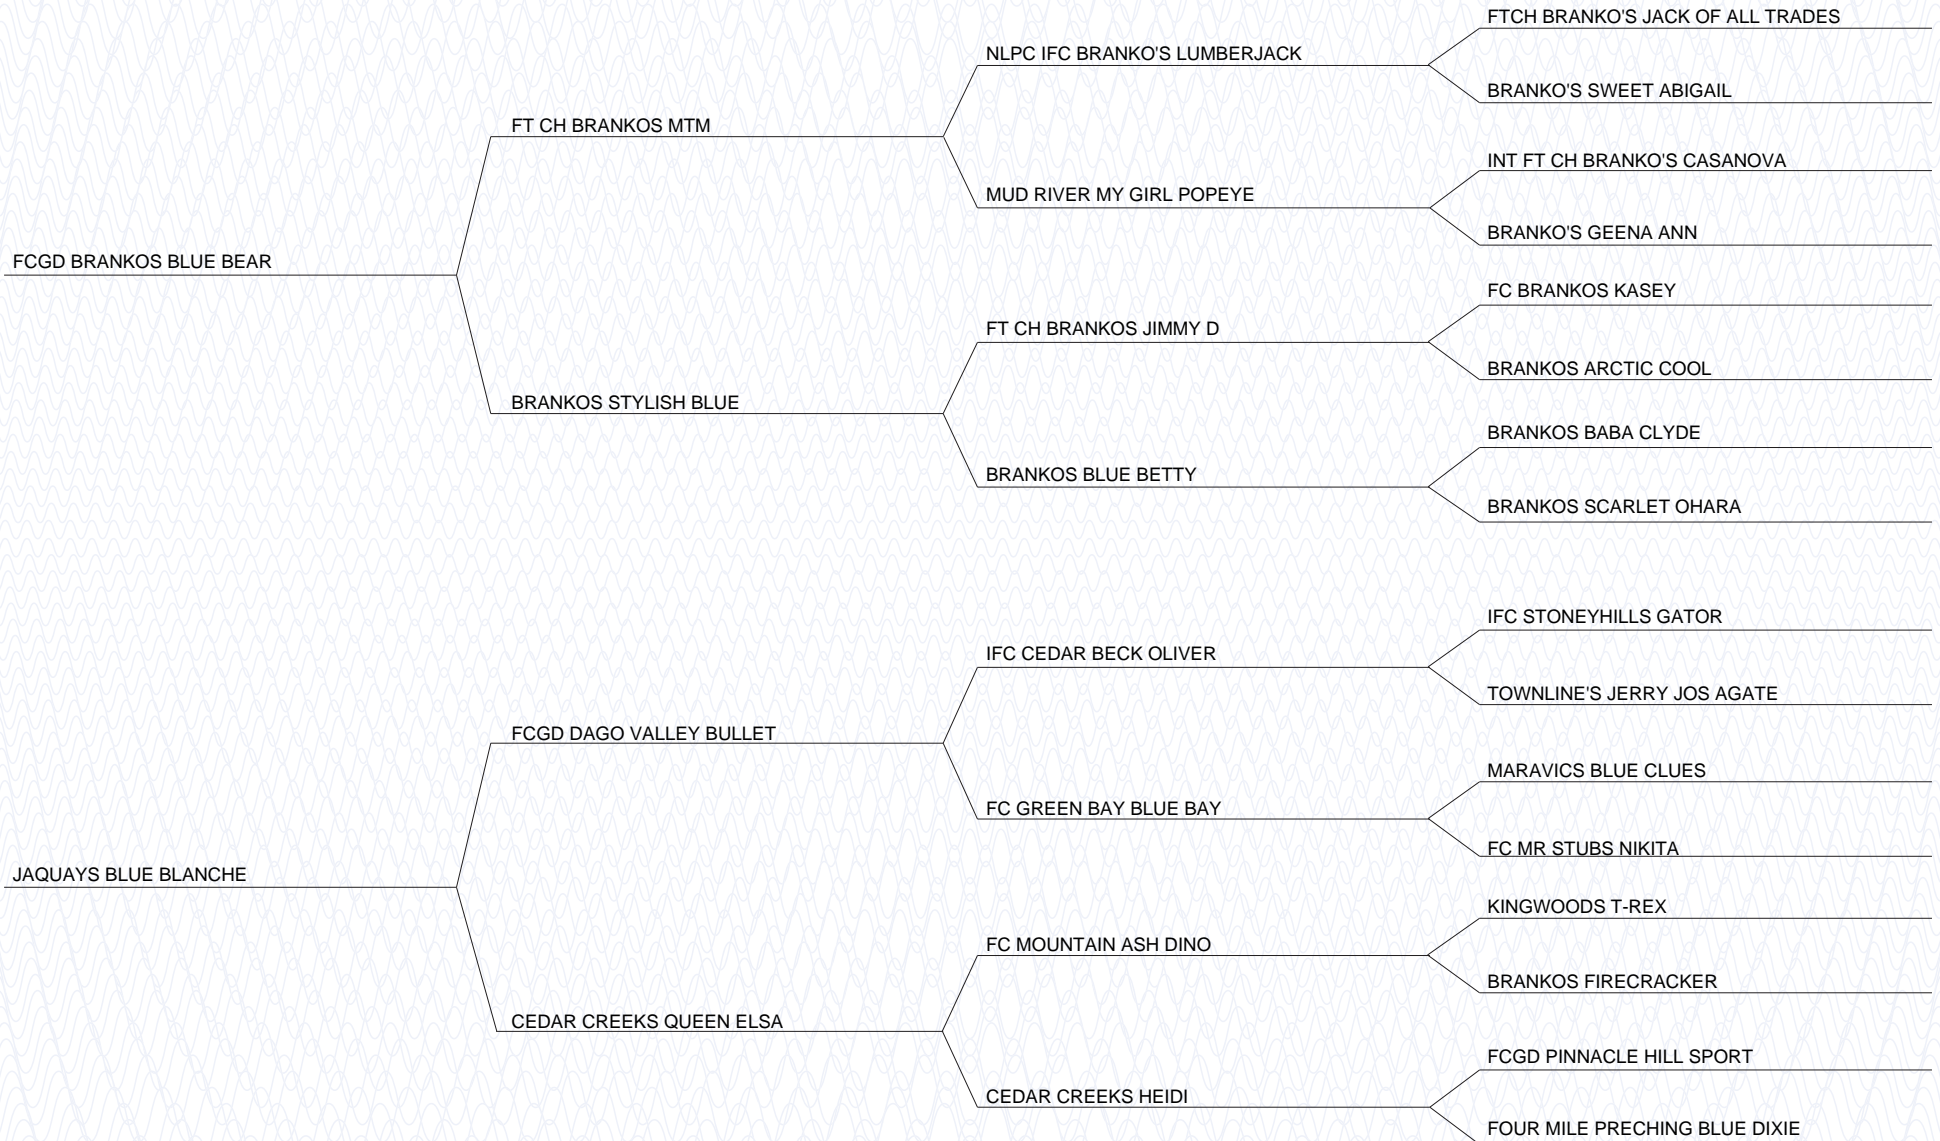 FTCH BRANKO'S JACK OF ALL TRADES
NLPC IFC BRANKO'S LUMBERJACK
BRANKO'S SWEET ABIGAIL
FT CH BRANKOS MTM
INT FT CH BRANKO'S CASANOVA
MUD RIVER MY GIRL POPEYE
BRANKO'S GEENA ANN
FCGD BRANKOS BLUE BEAR
FC BRANKOS KASEY
FT CH BRANKOS JIMMY D
BRANKOS ARCTIC COOL
BRANKOS STYLISH BLUE
BRANKOS BABA CLYDE
BRANKOS BLUE BETTY
BRANKOS SCARLET OHARA
IFC STONEYHILLS GATOR
IFC CEDAR BECK OLIVER
TOWNLINE'S JERRY JOS AGATE
FCGD DAGO VALLEY BULLET
MARAVICS BLUE CLUES
FC GREEN BAY BLUE BAY
FC MR STUBS NIKITA
JAQUAYS BLUE BLANCHE
KINGWOODS T-REX
FC MOUNTAIN ASH DINO
BRANKOS FIRECRACKER
CEDAR CREEKS QUEEN ELSA
FCGD PINNACLE HILL SPORT
CEDAR CREEKS HEIDI
FOUR MILE PRECHING BLUE DIXIE